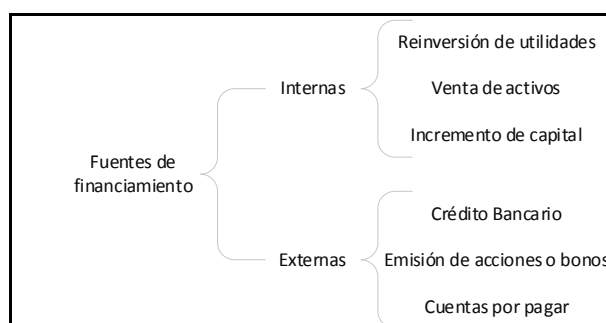 Fuentes de
financiamiento
Internas
Reinversión de utilidades
Venta de activos
Incremento de capital
Externas
Crédito Bancario
Emisión de acciones o bonos
Cuentas por pagar